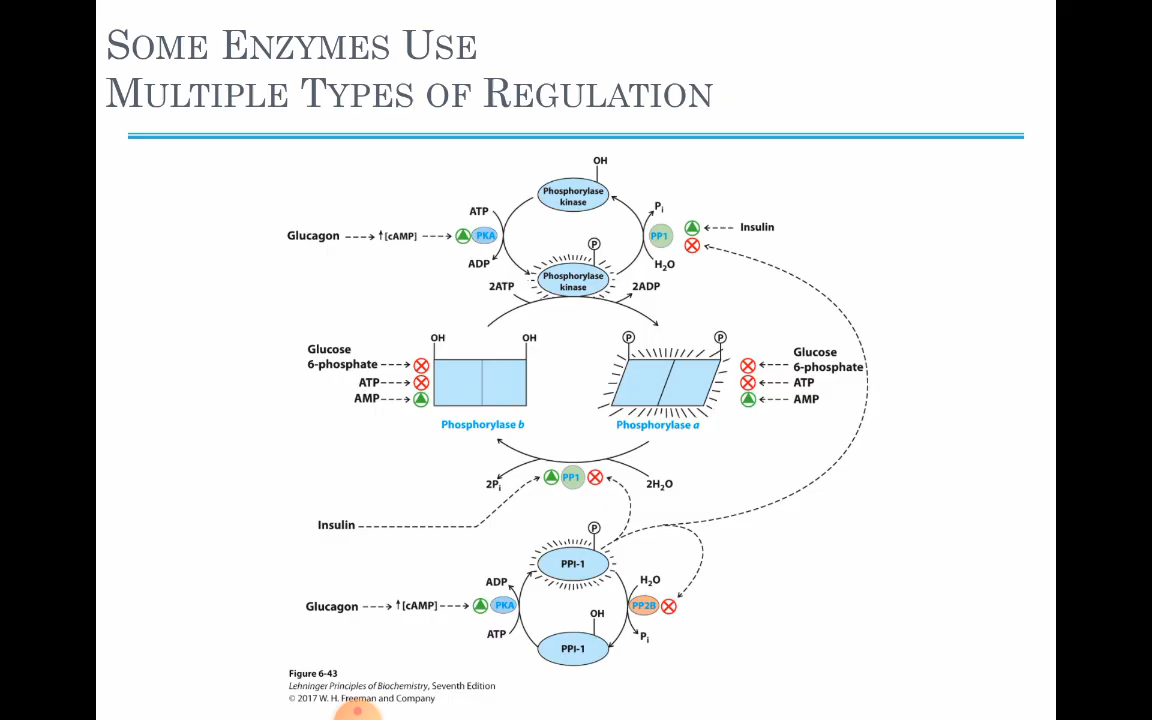 SOME ENZYMES USE
MULTIPLE TYPES OF REGULATION
OH
Phosphorylase
kinase
ATP
Pi
Glucagon
↑[cAMP]
PKA
PP1
Insulin
P
ADP
H2O
Phosphorylase
kinase
2ATP
2ADP
OH
OH
P
P
Glucose
6-phosphate
ATP
AMP
Glucose
6-phosphate
ATP
AMP
Phosphorylase b
Phosphorylase a
2Pi
PP1
2H2O
Insulin
P
PPI-1
ADP
H2O
Glucagon
↑[cAMP]
PKA
PP2B
OH
ATP
Pi
PPI-1
Figure 6-43
Lehninger Principles of Biochemistry, Seventh Edition
© 2017 W. H. Freeman and Company